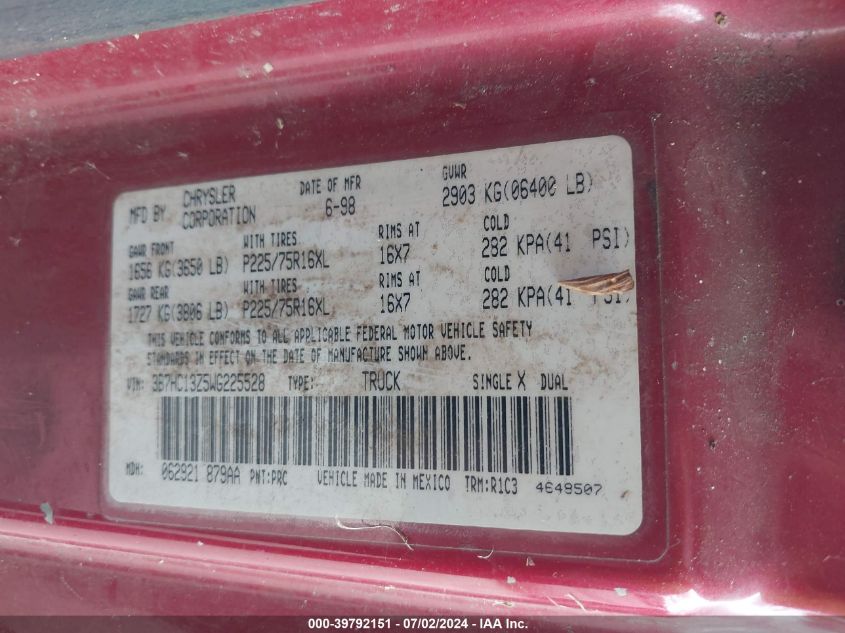 MFD BY CHRYSLER CORPORATION DATE OF MFR 6-98 GVWR 2903 KG(06400 LB)
GAWR FRONT WITH TIRES RIMS AT COLD
1656 KG(3650 LB) P225/75R16XL 16X7 282 KPA(41 PSI)
GAWR REAR WITH TIRES RIMS AT COLD
1727 KG(3806 LB) P225/75R16XL 16X7 282 KPA(41 PSI)
THIS VEHICLE CONFORMS TO ALL APPLICABLE FEDERAL MOTOR VEHICLE SAFETY
STANDARDS IN EFFECT ON THE DATE OF MANUFACTURE SHOWN ABOVE.
VIN: 3B7HC13Z5WG225528 TYPE: TRUCK SINGLE X DUAL
MDH: 062921 879AA PNT:PRC VEHICLE MADE IN MEXICO TRM:R1C3 4648507
000-39792151 - 07/02/2024 - IAA Inc.